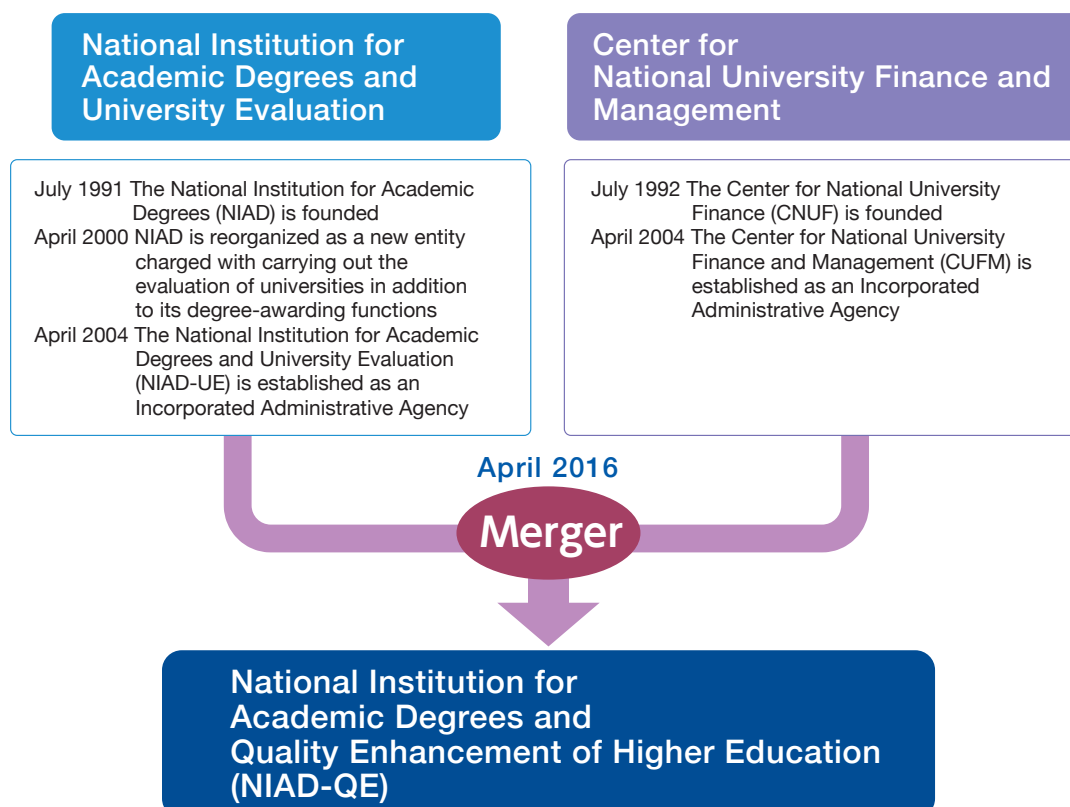 National Institution for
Academic Degrees and
University Evaluation
Center for
National University Finance and
Management
July 1991 The National Institution for Academic
Degrees (NIAD) is founded
April 2000 NIAD is reorganized as a new entity
charged with carrying out the
evaluation of universities in addition
to its degree-awarding functions
April 2004 The National Institution for Academic
Degrees and University Evaluation
(NIAD-UE) is established as an
Incorporated Administrative Agency
July 1992 The Center for National University
Finance (CNUF) is founded
April 2004 The Center for National University
Finance and Management (CUFM) is
established as an Incorporated
Administrative Agency
April 2016
Merger
National Institution for
Academic Degrees and
Quality Enhancement of Higher Education
(NIAD-QE)